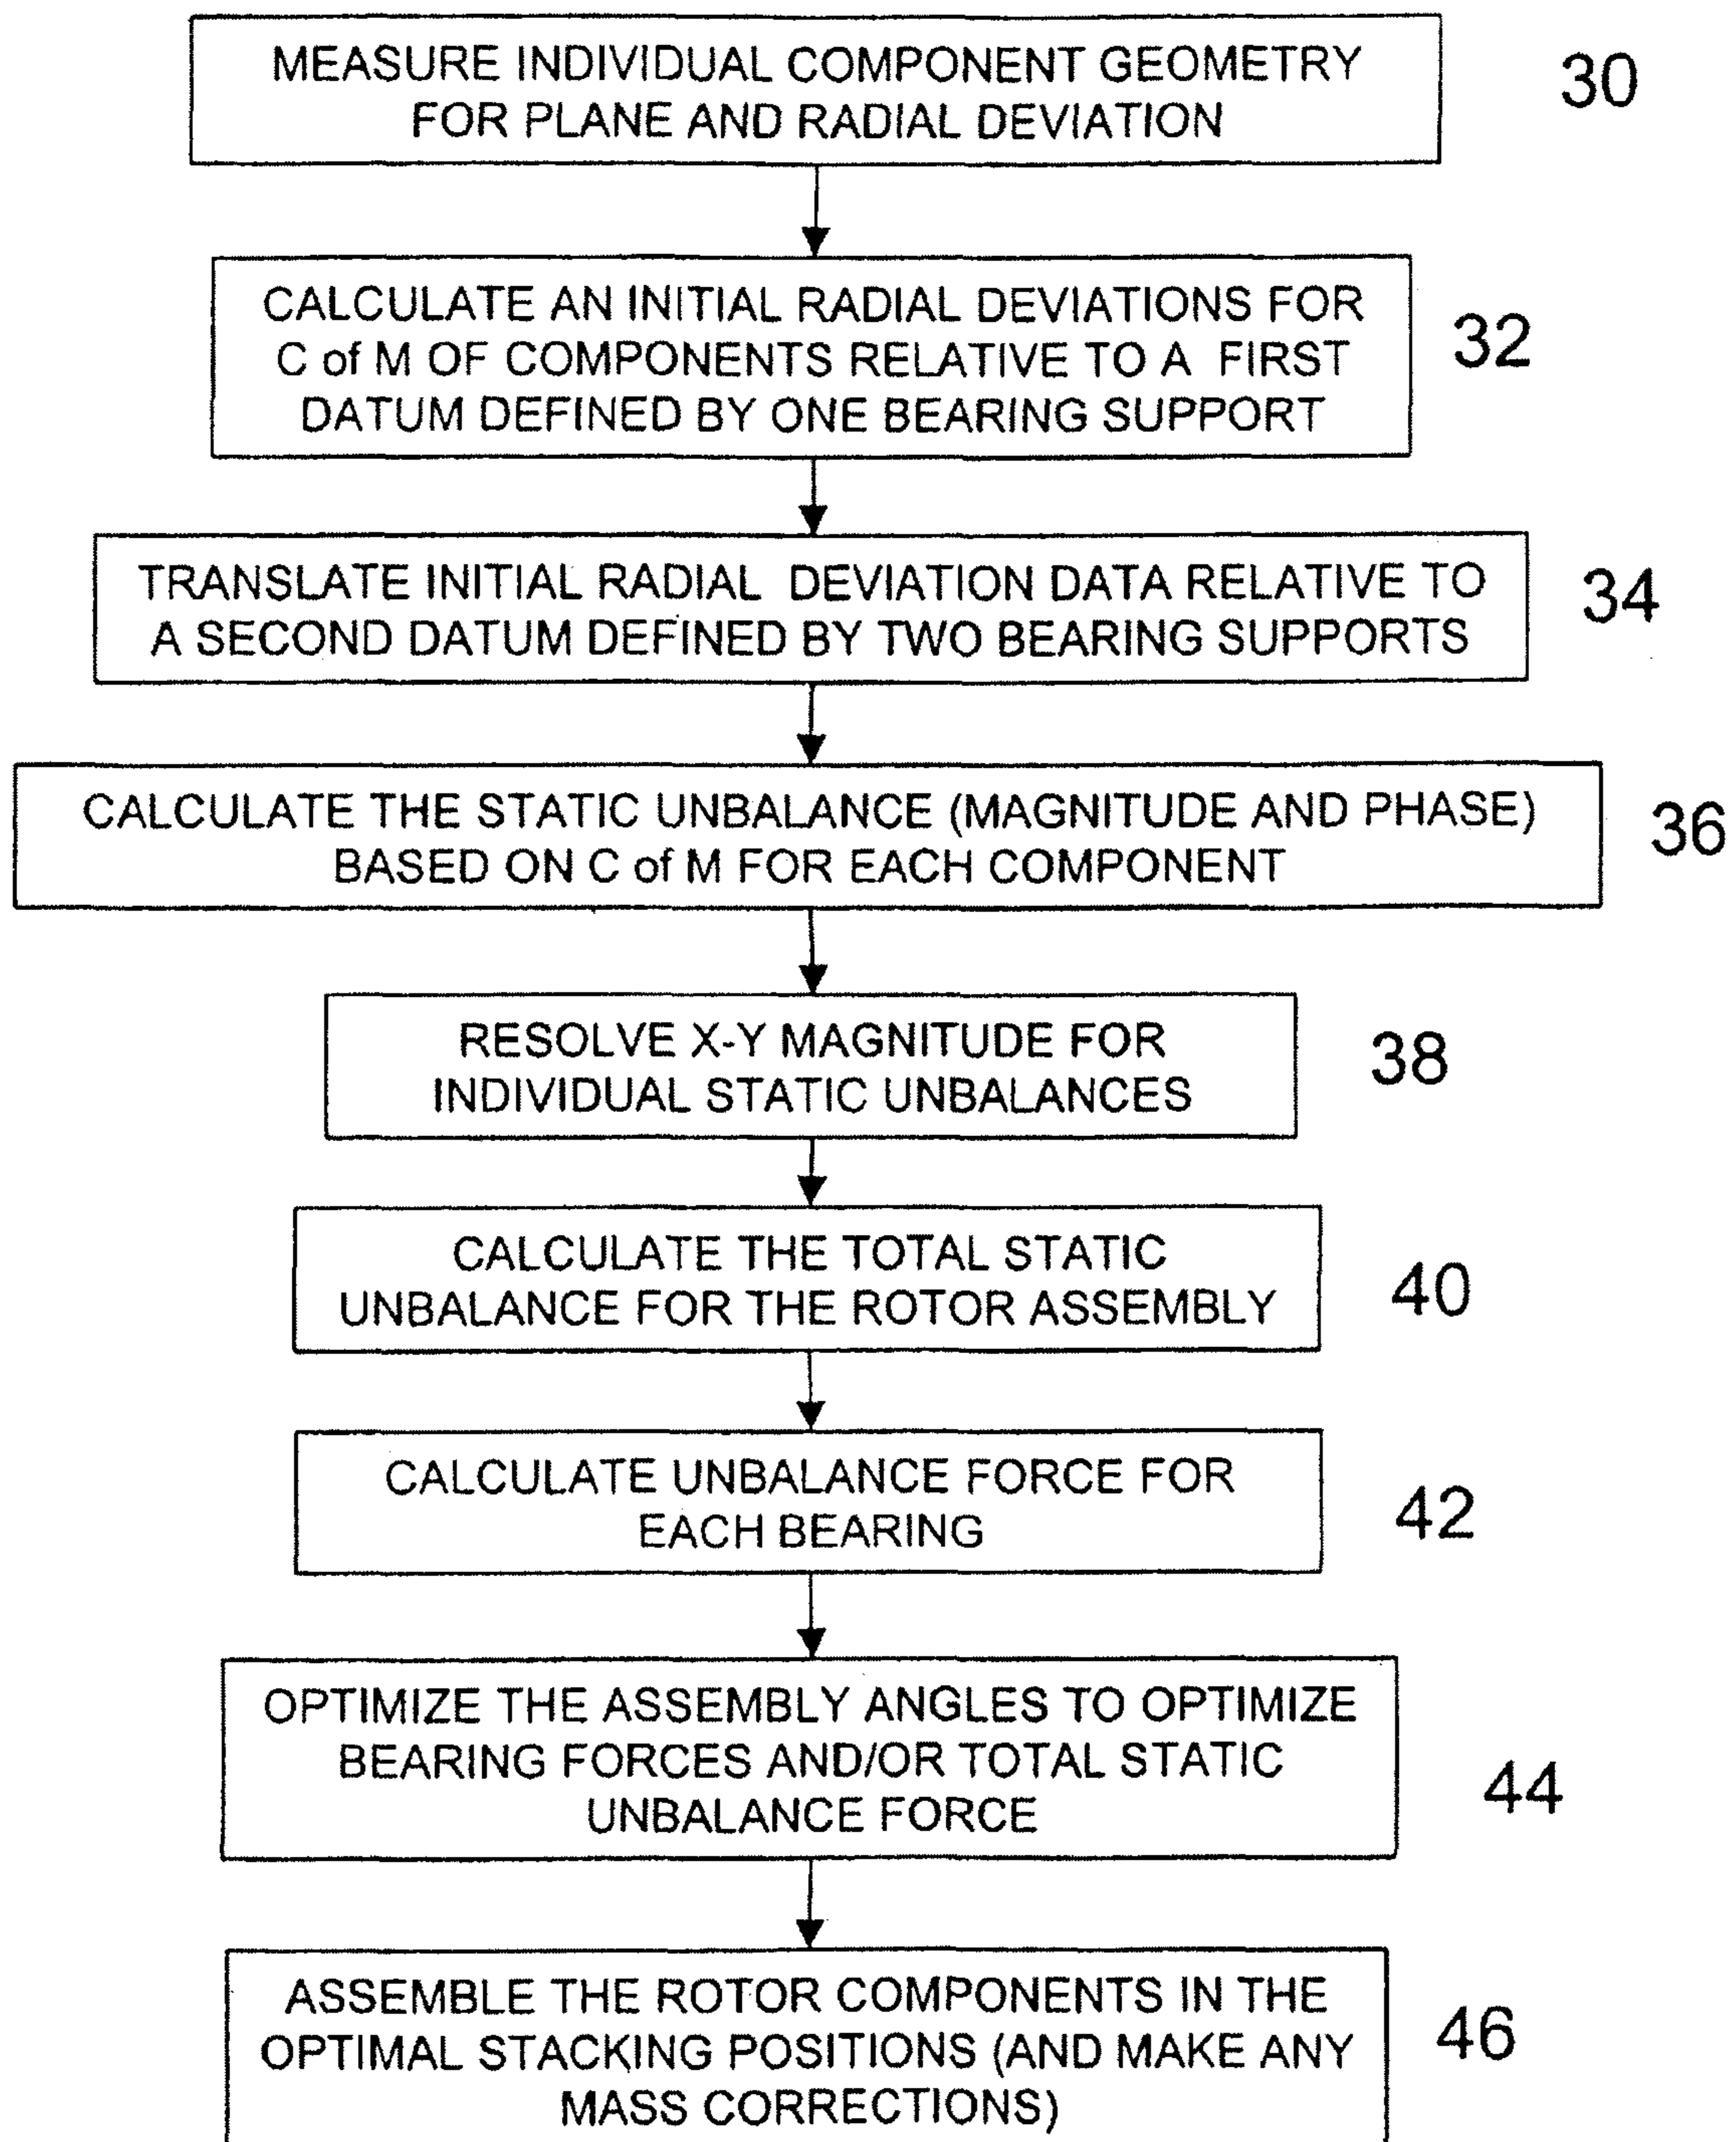 MEASURE INDIVIDUAL COMPONENT GEOMETRY
FOR PLANE AND RADIAL DEVIATION
30
CALCULATE AN INITIAL RADIAL DEVIATIONS FOR
C of M OF COMPONENTS RELATIVE TO A FIRST
DATUM DEFINED BY ONE BEARING SUPPORT
32
TRANSLATE INITIAL RADIAL DEVIATION DATA RELATIVE TO
A SECOND DATUM DEFINED BY TWO BEARING SUPPORTS
34
CALCULATE THE STATIC UNBALANCE (MAGNITUDE AND PHASE)
BASED ON C of M FOR EACH COMPONENT
36
RESOLVE X-Y MAGNITUDE FOR
INDIVIDUAL STATIC UNBALANCES
38
CALCULATE THE TOTAL STATIC
UNBALANCE FOR THE ROTOR ASSEMBLY
40
CALCULATE UNBALANCE FORCE FOR
EACH BEARING
42
OPTIMIZE THE ASSEMBLY ANGLES TO OPTIMIZE
BEARING FORCES AND/OR TOTAL STATIC
UNBALANCE FORCE
44
ASSEMBLE THE ROTOR COMPONENTS IN THE
OPTIMAL STACKING POSITIONS (AND MAKE ANY
MASS CORRECTIONS)
46